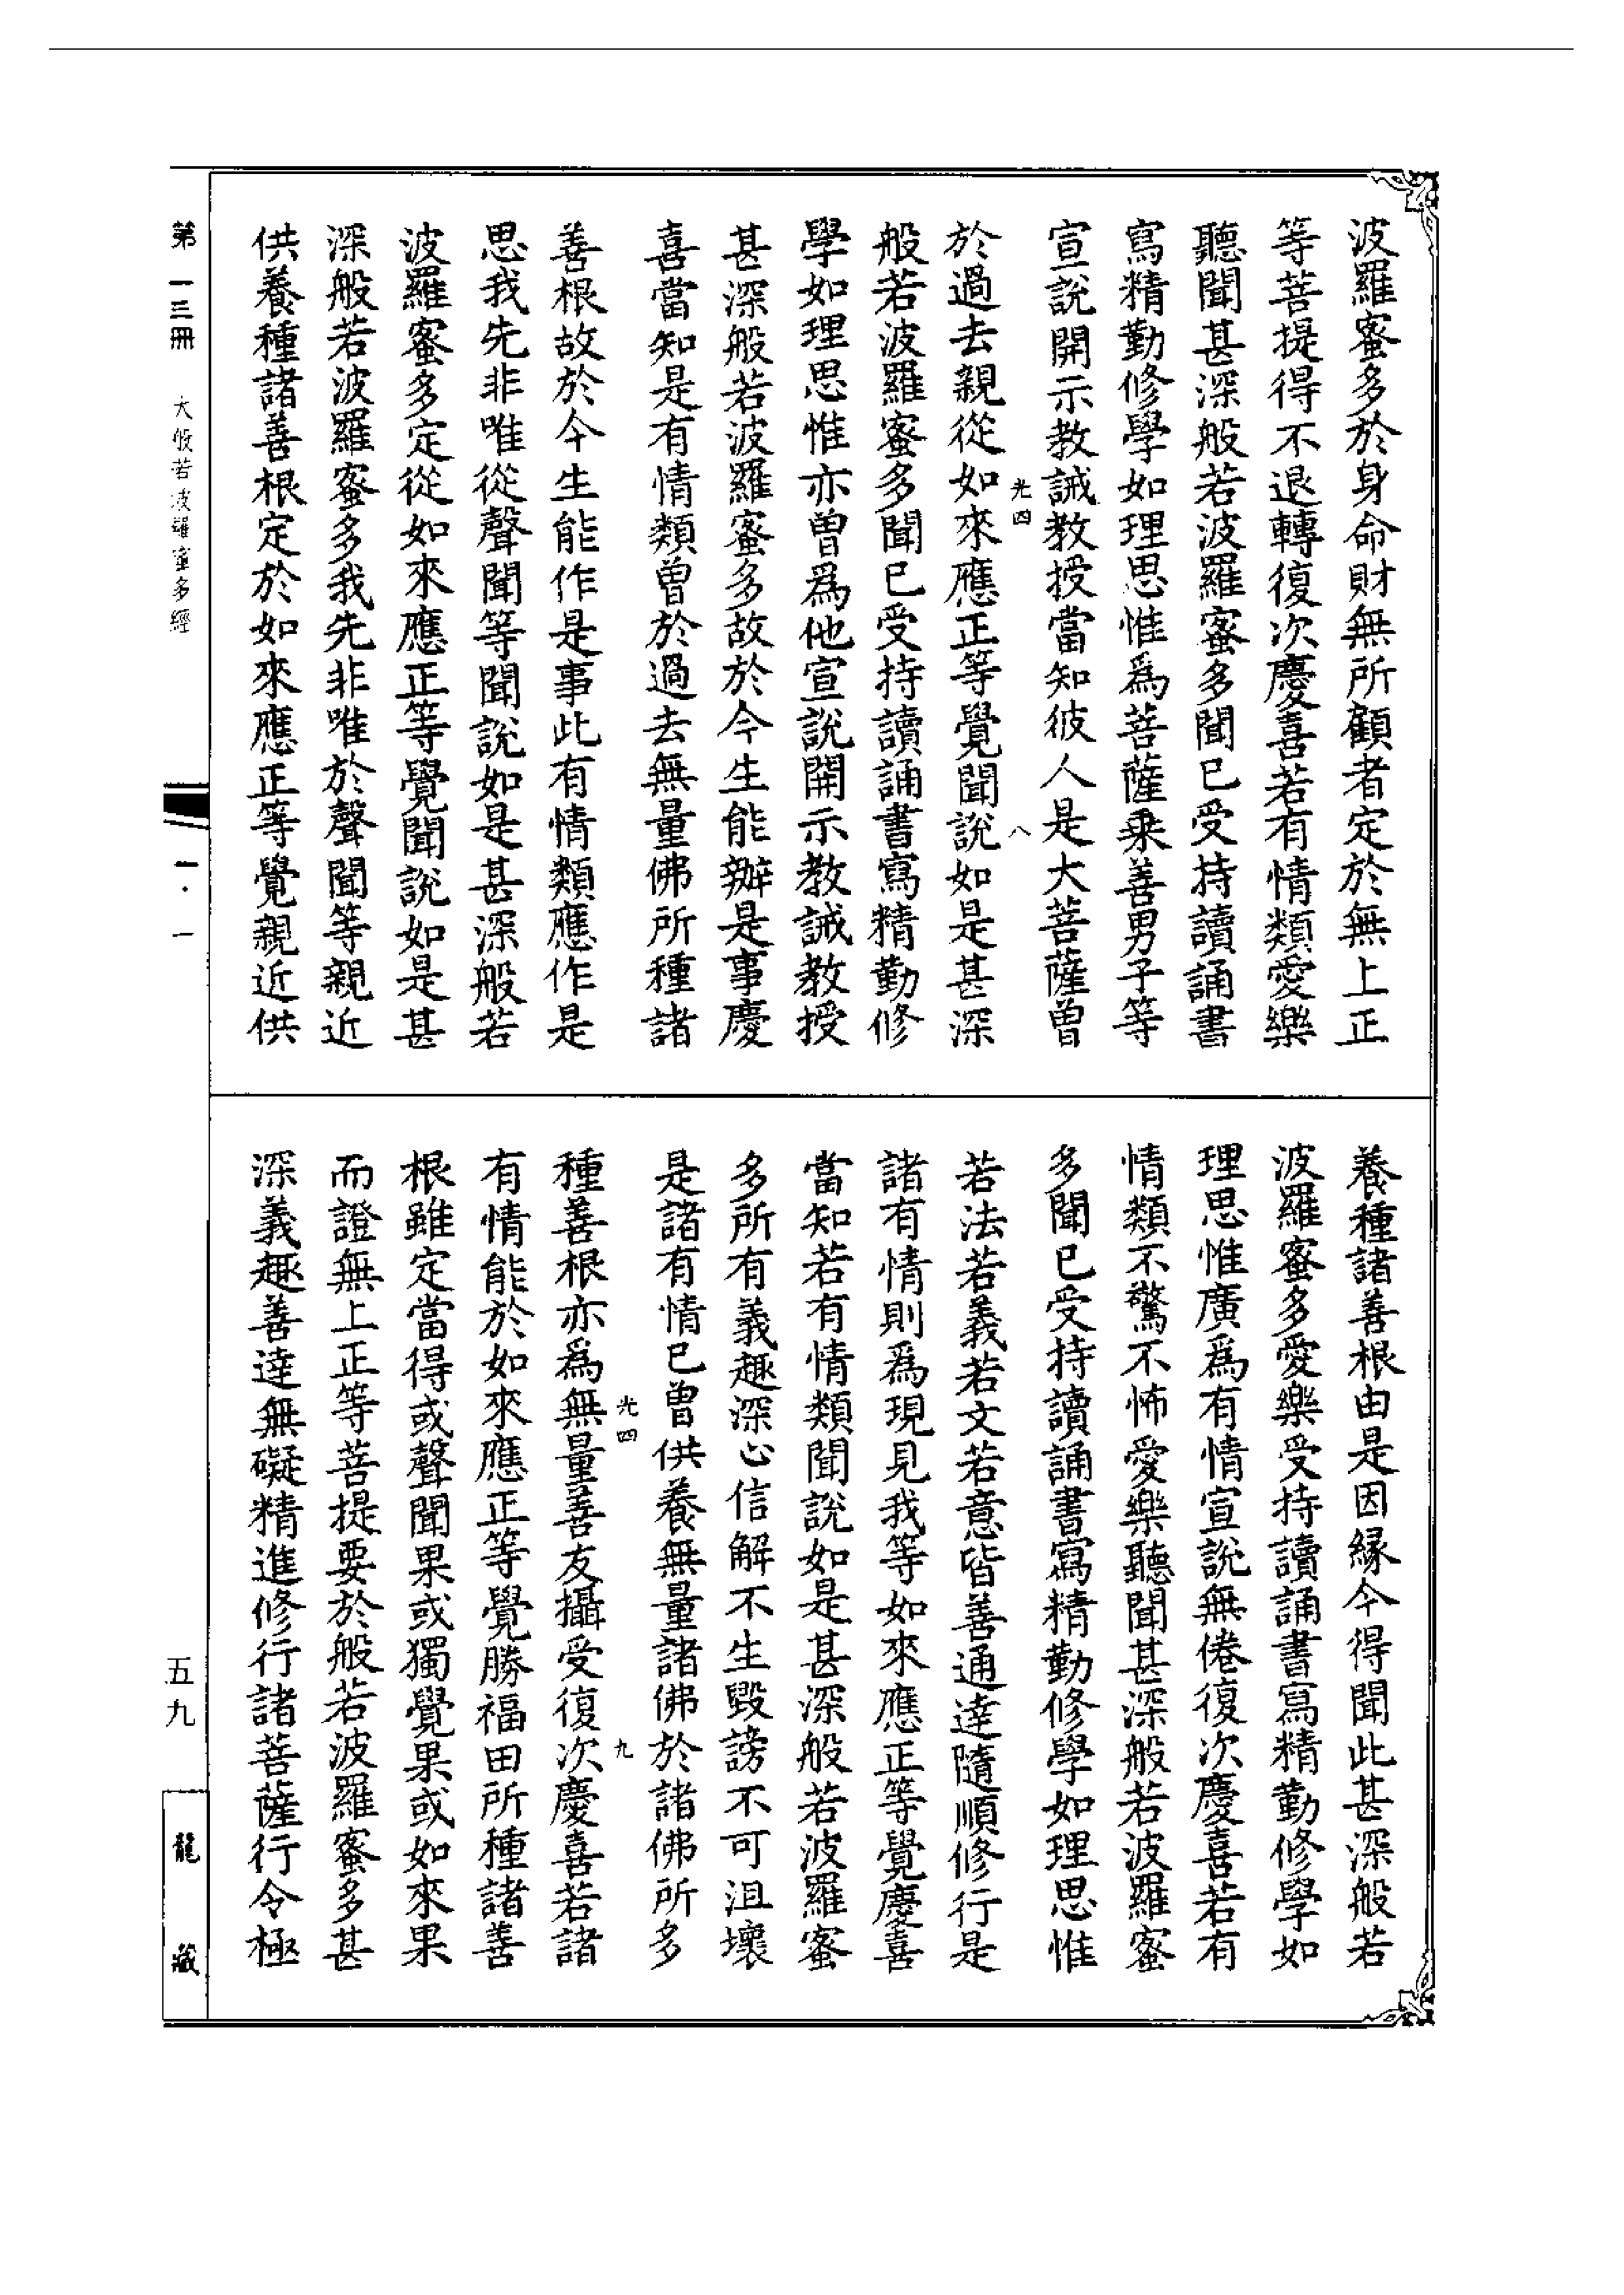 波羅蜜多於身命財無所顧者定於無上正
等菩提得不退轉復次慶喜若有情類愛樂
聽聞甚深般若波羅蜜多聞已受持讀誦書
寫精勤修學如理思惟爲菩薩乘善男子等
宣說開示教誡教授當知彼人是大菩薩曾
光四 八
於過去親從如來應正等覺聞說如是甚深
般若波羅蜜多聞已受持讀誦書寫精勤修
學如理思惟亦曾爲他宣說開示教誡教授
甚深般若波羅蜜多故於今生能辦是事慶
喜當知是有情類曾於過去無量佛所種諸
善根故於今生能作是事此有情類應作是
思我先非唯從聲聞等聞說如是甚深般若
波羅蜜多定從如來應正等覺聞說如是甚
深般若波羅蜜多我先非唯於聲聞等親近
供養種諸善根定於如來應正等覺親近供
養種諸善根由是因緣今得聞此甚深般若
波羅蜜多愛樂受持讀誦書寫精勤修學如
理思惟廣爲有情宣說無倦復次慶喜若有
情類不驚不怖愛樂聽聞甚深般若波羅蜜
多聞已受持讀誦書寫精勤修學如理思惟
若法若義若文若意皆善通達隨順修行是
諸有情則爲現見我等如來應正等覺慶喜
當知若有情類聞說如是甚深般若波羅蜜
多所有義趣深心信解不生毀謗不可沮壞
是諸有情已曾供養無量諸佛於諸佛所多
光四 九
種善根亦爲無量善友攝受復次慶喜若諸
有情能於如來應正等覺勝福田所種諸善
根雖定當得或聲聞果或獨覺果或如來果
而證無上正等菩提要於般若波羅蜜多甚
深義趣善達無礙精進修行諸菩薩行令極
第一三冊 大般若波羅蜜多經
一·一
五九
龍藏